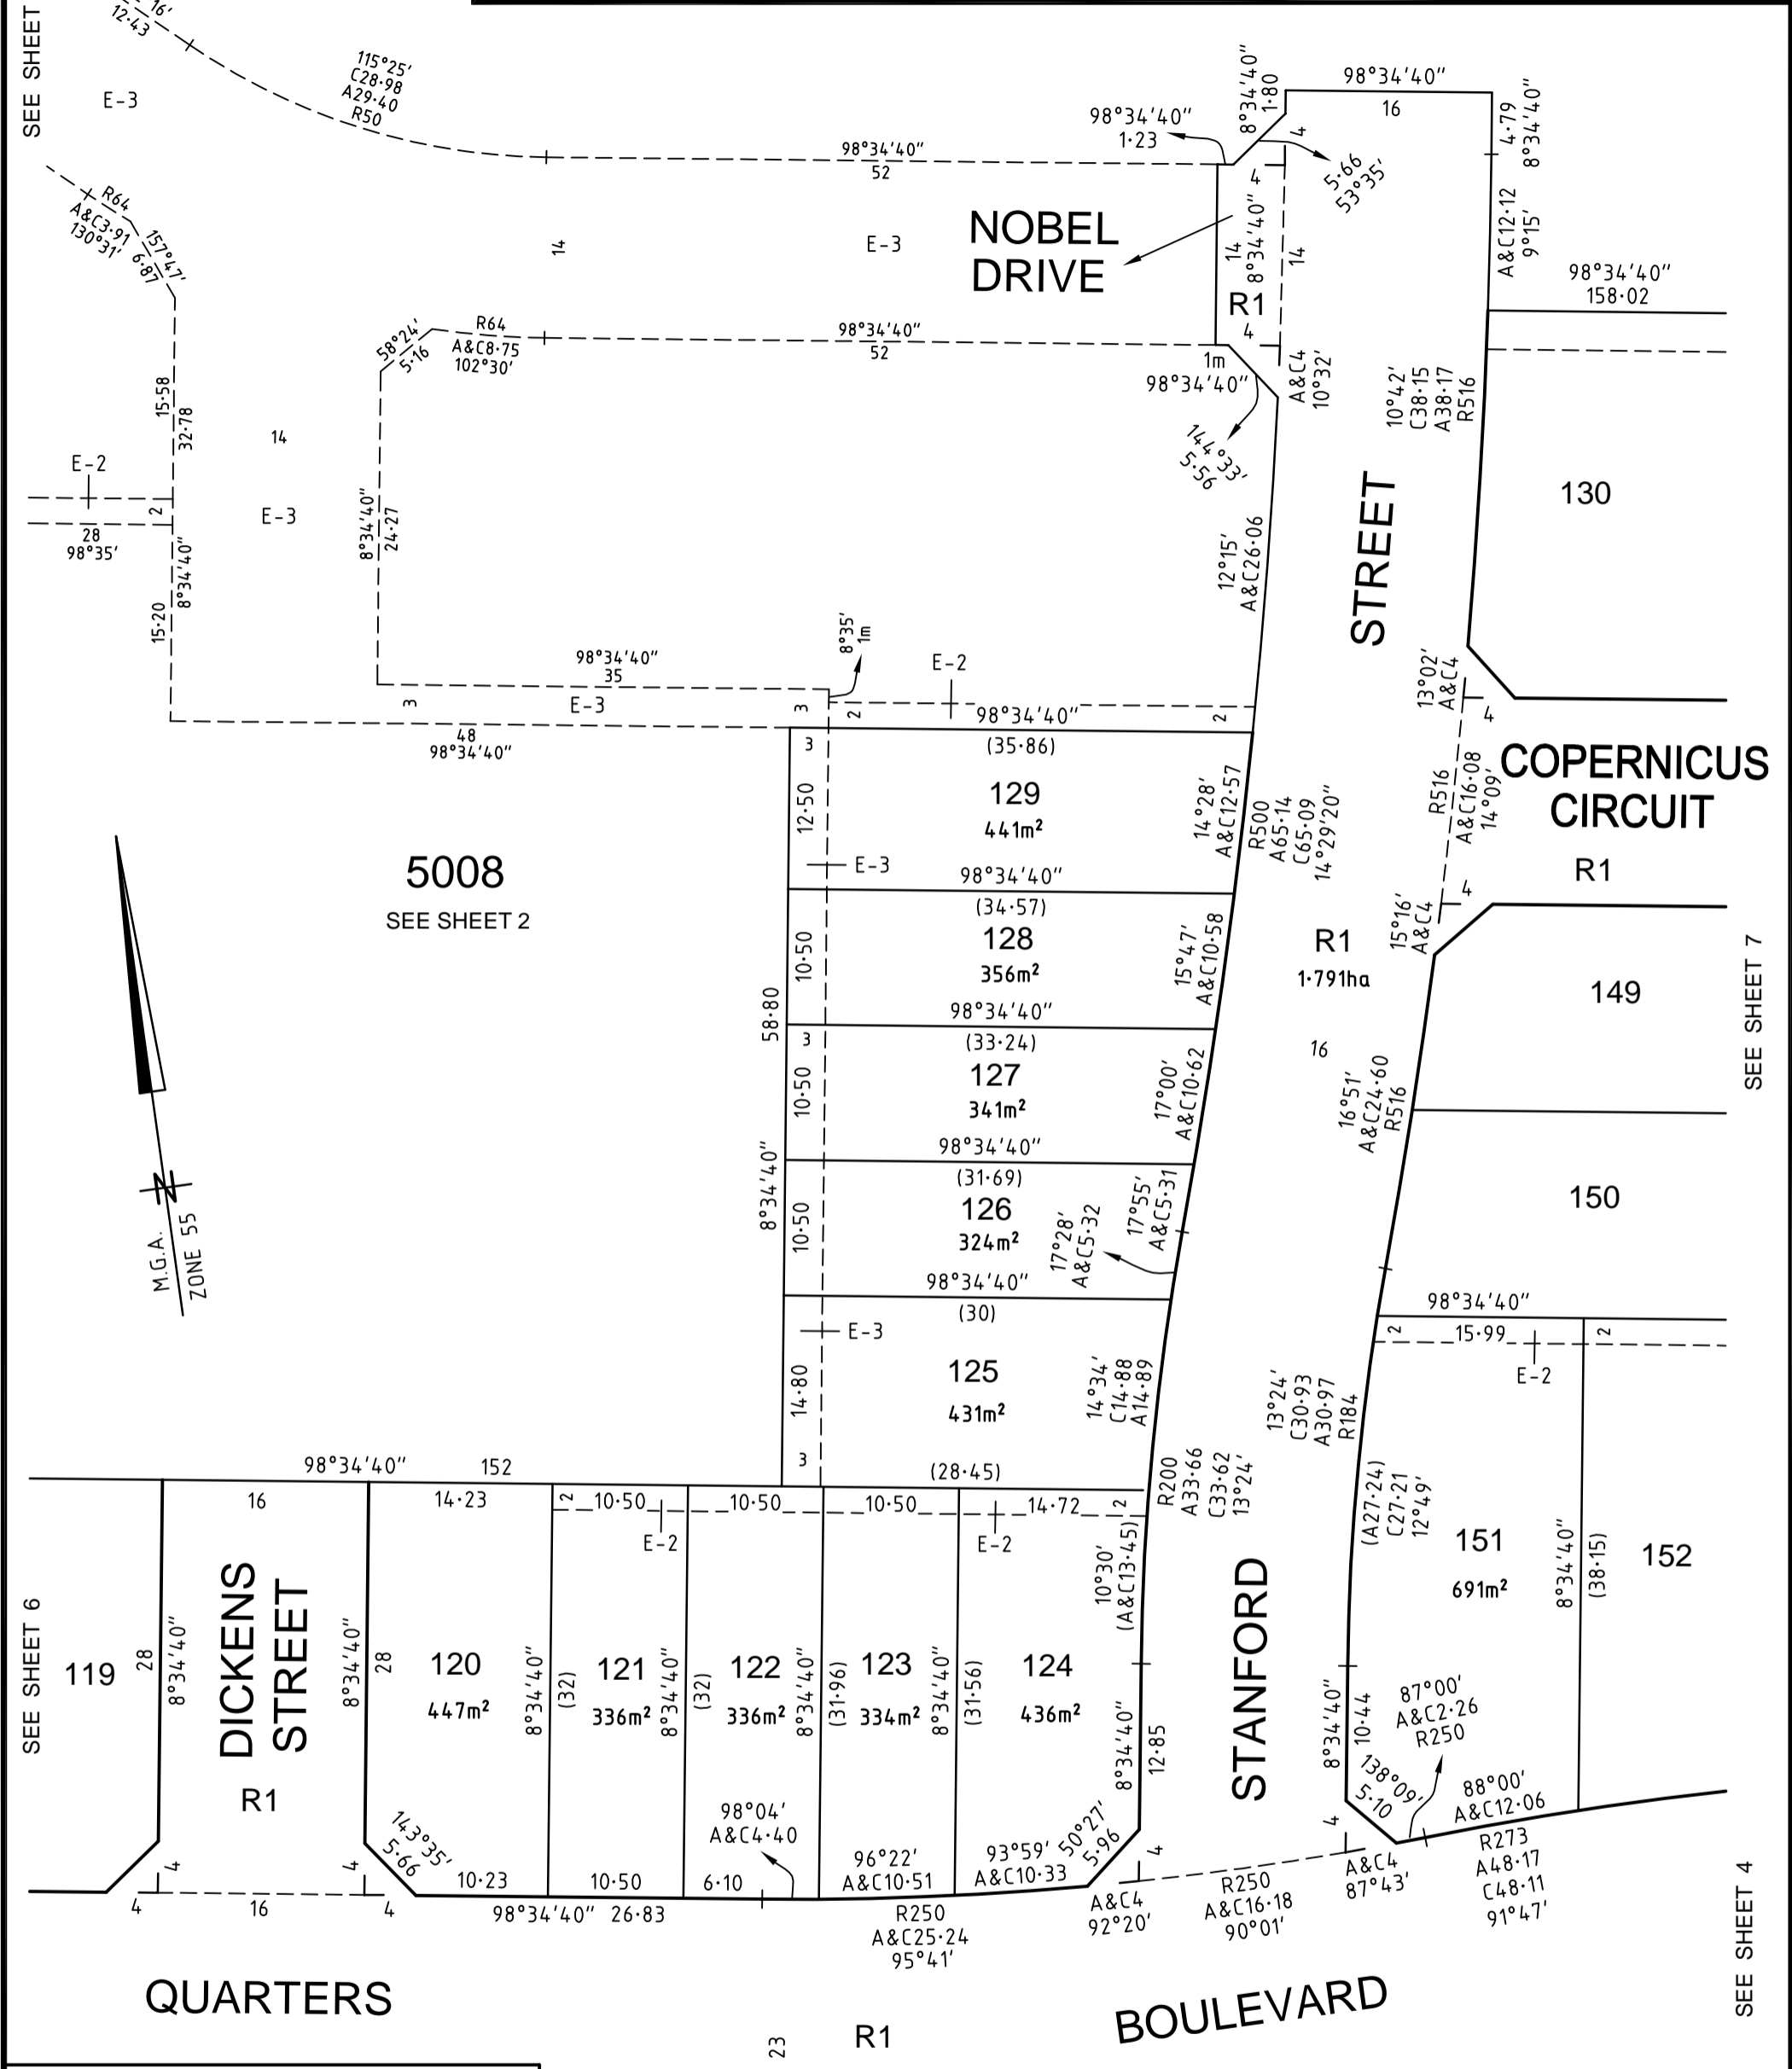 SEE SHEET
16'
12·43
E-3
115°25'
C28·98
A29·40
R50
98°34'40"
52
98°34'40"
1·23
8°34'40"
1·80
98°34'40"
16
4
4·79
8°34'40"
5·66
53°35'
4
A&C12·12
9°15'
R64
A&C3·91
130°31'
157°47'
6·87
14
E-3
NOBEL
DRIVE
14
8°34'40"
14
R1
4
98°34'40"
158·02
58°24'
5·16
R64
A&C8·75
102°30'
98°34'40"
52
1m
98°34'40"
A&C4
10°32'
10°42'
C38·15
A38·17
R516
15·58
32·78
14
E-2
2
28
98°35'
E-3
8°34'40"
24·27
144°33'
5·56
130
STREET
12°15'
A&C26·06
15·20
8°34'40"
8°35'
1m
98°34'40"
35
E-2
13°02'
A&C4
4
3
E-3
3
2
98°34'40"
2
48
98°34'40"
3
(35·86)
129
441m²
12·50
E-3
98°34'40"
14°28'
A&C12·57
R500
A65·14
C65·09
14°29'20"
R516
A&C16·08
14°09'
COPERNICUS
CIRCUIT
R1
4
15°16'
A&C4
5008
SEE SHEET 2
(34·57)
128
356m²
10·50
98°34'40"
15°47'
A&C10·58
R1
1·791ha
149
SEE SHEET 7
58·80
3
(33·24)
127
341m²
10·50
98°34'40"
17°00'
A&C10·62
16
16°51'
A&C24·60
R516
8°34'40"
(31·69)
126
324m²
10·50
98°34'40"
17°28'
A&C5·32
17°55'
A&C5·31
150
N
M.G.A.
ZONE 55
(30)
E-3
125
431m²
14·80
3
(28·45)
14°34'
C14·88
A14·89
98°34'40"
2
15·99
2
E-2
13°24'
C30·93
A30·97
R184
R200
A33·66
C33·62
13°24'
98°34'40" 152
16
14·23
2
10·50
10·50
10·50
14·72
2
E-2
E-2
10°30'
(A&C13·45)
(A27·24)
C27·21
12°49'
151
691m²
8°34'40"
(38·15)
152
SEE SHEET 6
119
28
8°34'40"
DICKENS
STREET
R1
8°34'40"
28
120
447m²
8°34'40"
(32)
121
336m²
8°34'40"
(32)
122
336m²
8°34'40"
(31·96)
123
334m²
8°34'40"
(31·56)
124
436m²
8°34'40"
12·85
STANFORD
8°34'40"
10·44
87°00'
A&C2·26
R250
138°09'
5·10
88°00'
A&C12·06
143°35'
5·66
98°04'
A&C4·40
50°27'
5·96
4
4
10·23
10·50
6·10
96°22'
A&C10·51
93°59'
A&C10·33
4
4
4
16
4
98°34'40" 26·83
R250
A&C25·24
95°41'
A&C4
92°20'
R250
A&C16·18
90°01'
A&C4
87°43'
R273
A48·17
C48·11
91°47'
SEE SHEET 4
QUARTERS
BOULEVARD
23
R1